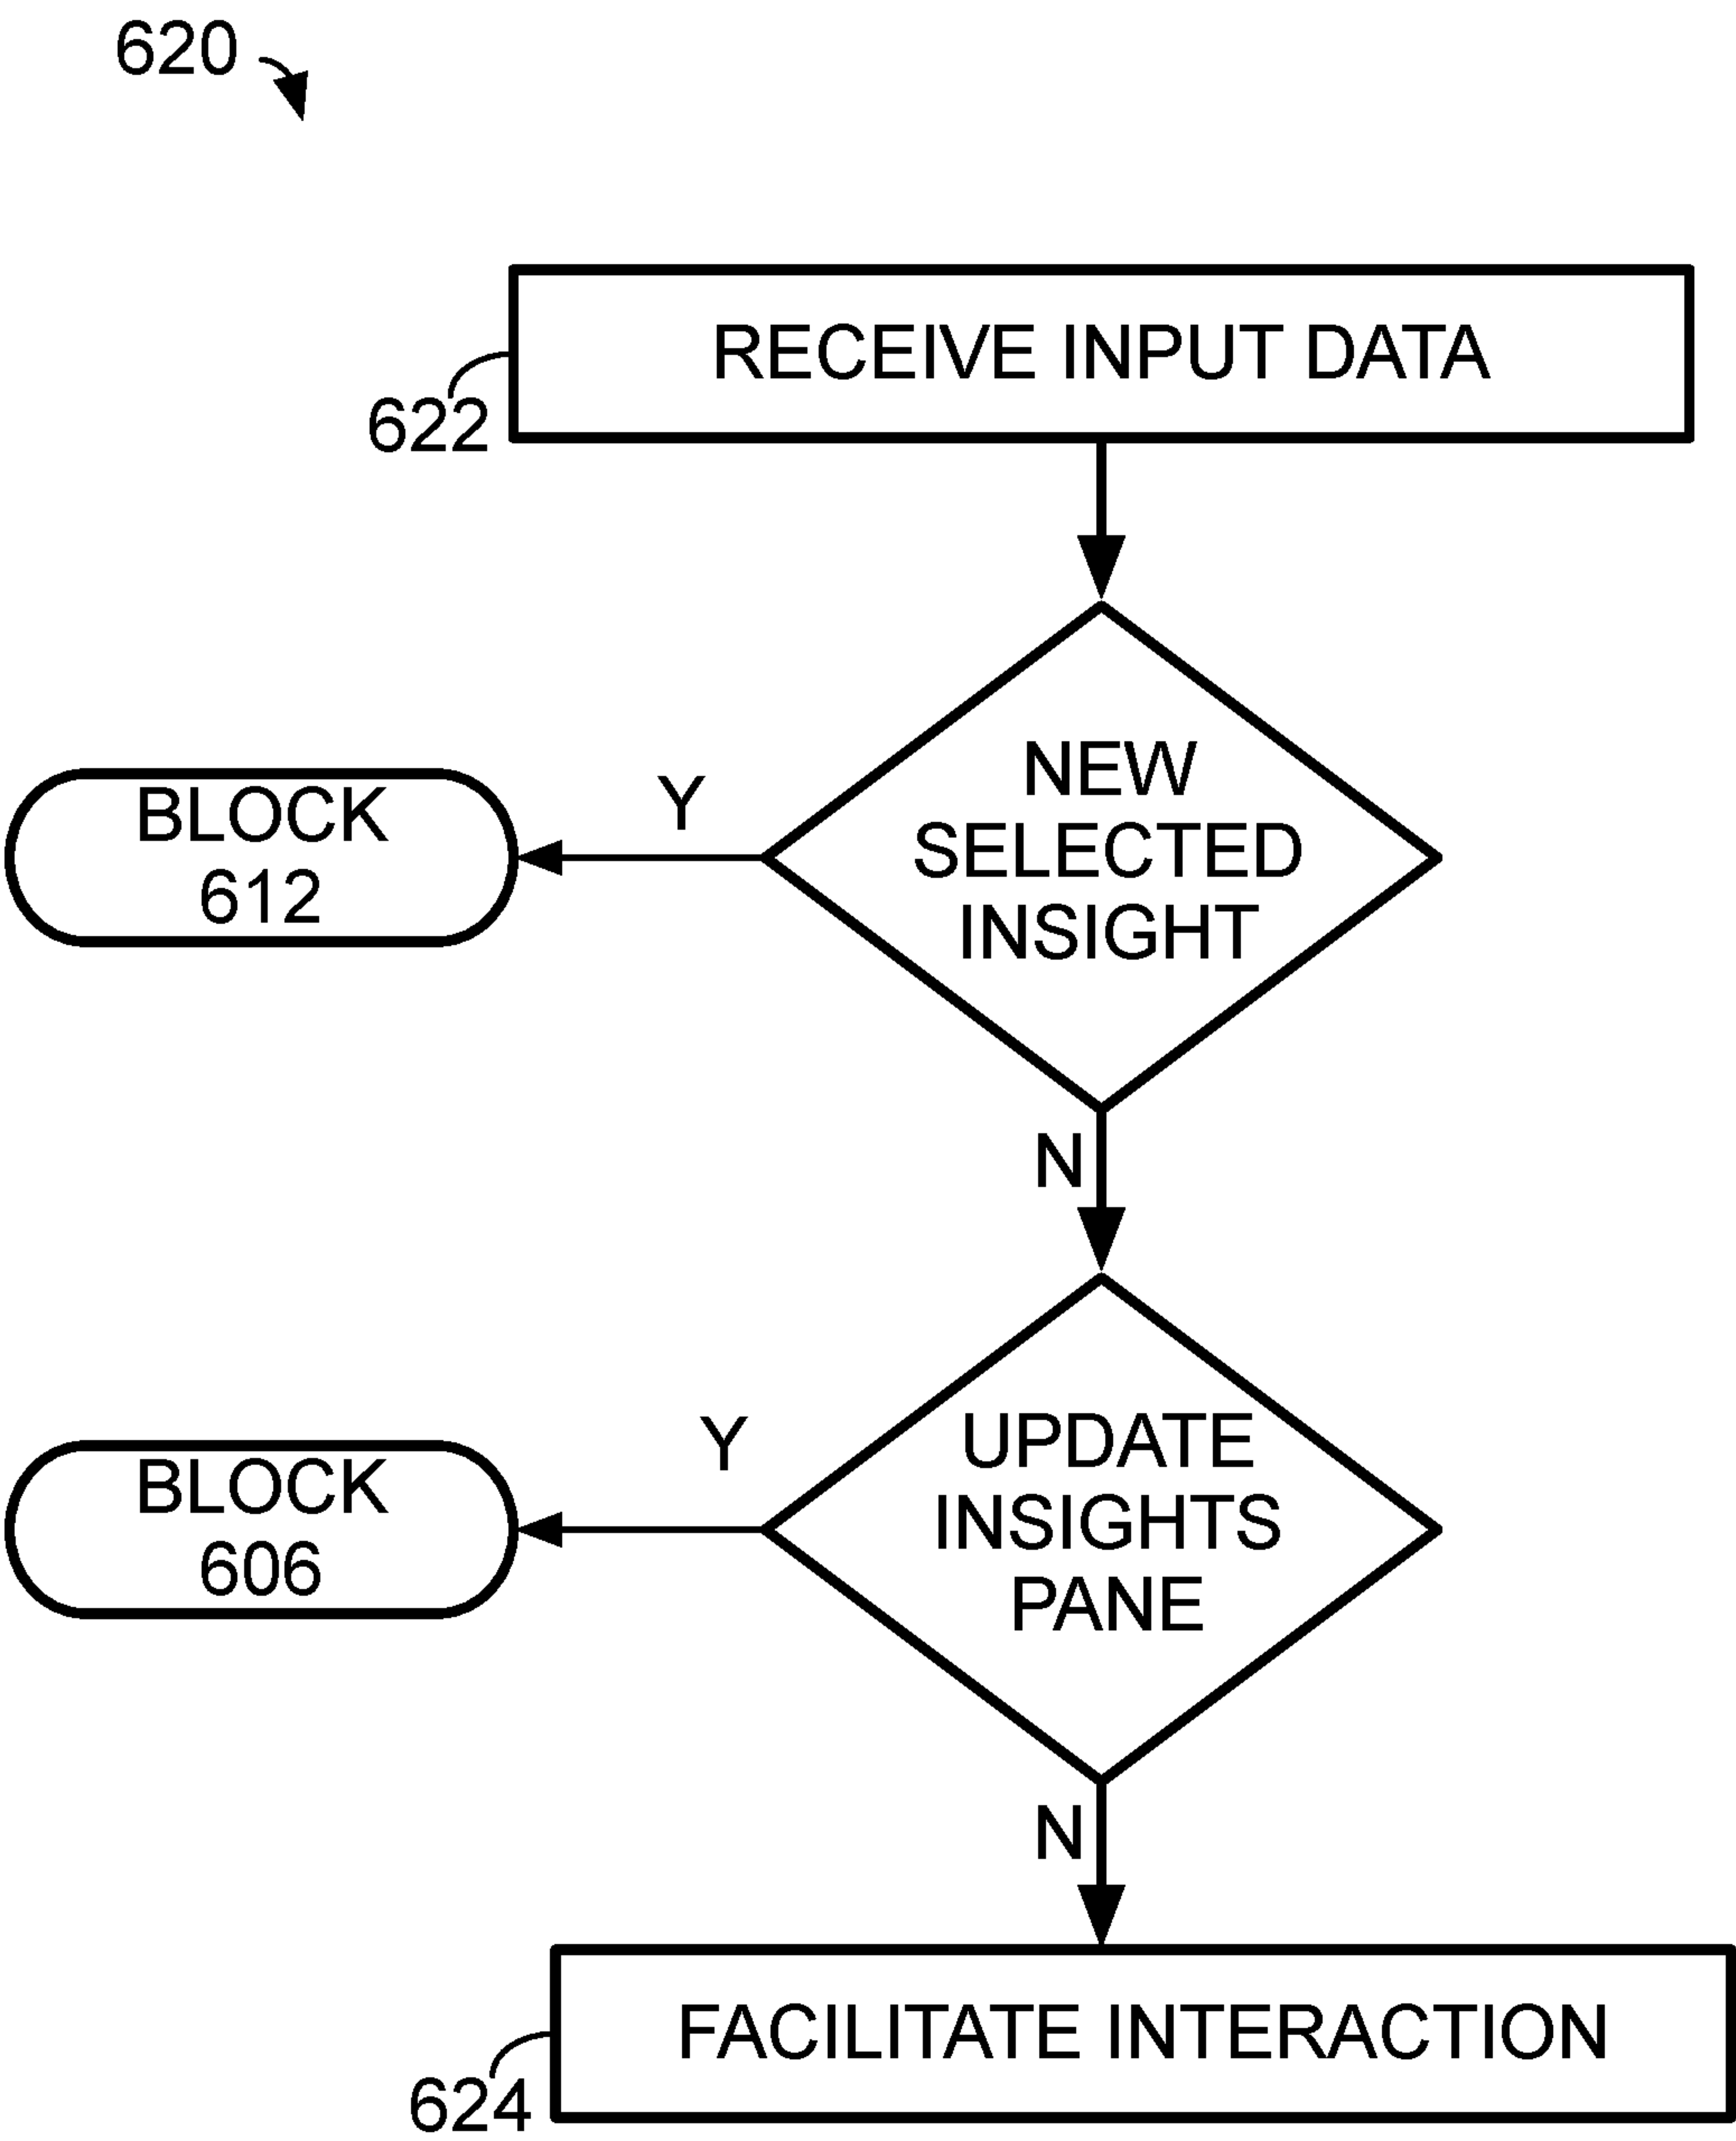 620
RECEIVE INPUT DATA
622
NEW
SELECTED
INSIGHT
Y
BLOCK
612
N
UPDATE
INSIGHTS
PANE
Y
BLOCK
606
N
FACILITATE INTERACTION
624